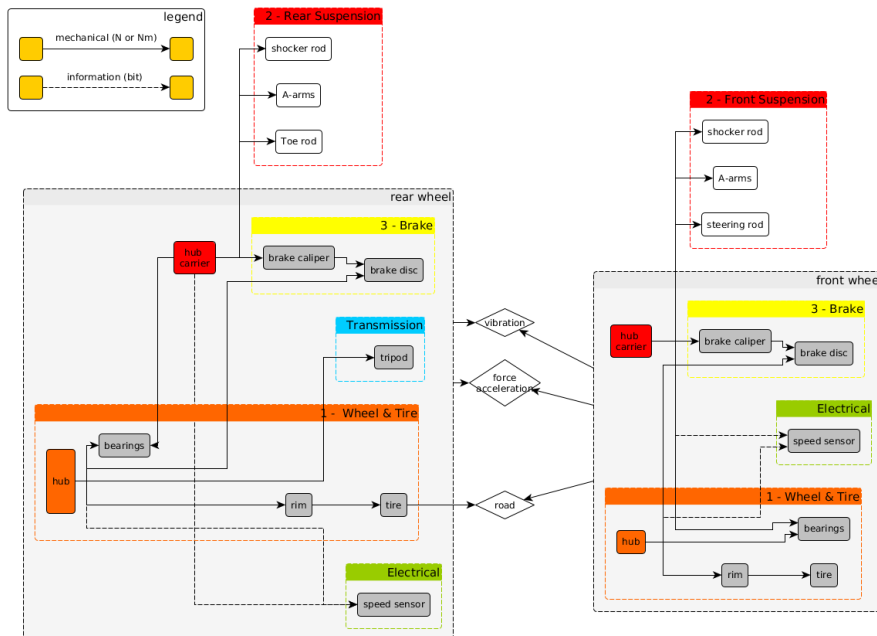 legend
mechanical (N or Nm)
information (bit)
2 - Rear Suspension
shocker rod
A-arms
Toe rod
2 - Front Suspension
shocker rod
A-arms
steering rod
rear wheel
3 - Brake
hub
carrier
brake caliper
brake disc
Transmission
tripod
1 - Wheel & Tire
bearings
hub
rim
tire
Electrical
speed sensor
vibration
force
acceleration
road
front whee
3 - Brake
hub
carrier
brake caliper
brake disc
Electrical
speed sensor
1 - Wheel & Tire
bearings
hub
rim
tire